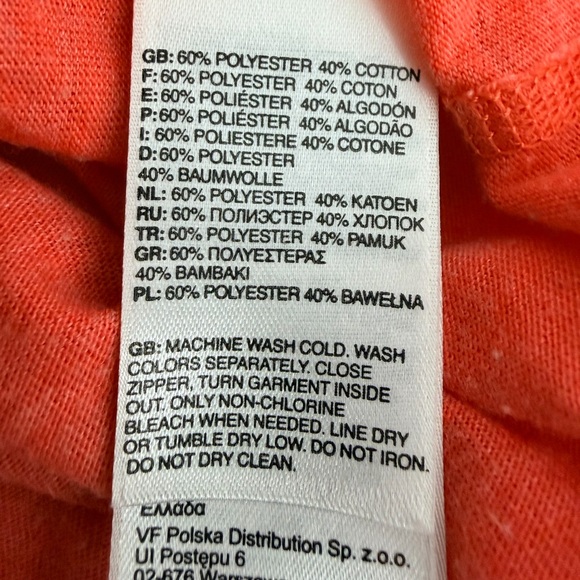 GB: 60% POLYESTER 40% COTTON
F: 60% POLYESTER 40% COTON
E: 60% POLIÉSTER 40% ALGODÓN
P: 60% POLIÉSTER 40% ALGODÃO
I: 60% POLIESTERE 40% COTONE
D: 60% POLYESTER
40% BAUMWOLLE
NL: 60% POLYESTER 40% KATOEN
RU: 60% ПОЛИЭСТЕР 40% ХЛОПОК
TR: 60% POLYESTER 40% PAMUK
GR: 60% ΠΟΛΥΕΣΤΕΡΑΣ
40% ΒΑΜΒΑΚΙ
PL: 60% POLYESTER 40% BAWEŁNA
GB: MACHINE WASH COLD. WASH
COLORS SEPARATELY. CLOSE
ZIPPER, TURN GARMENT INSIDE
OUT. ONLY NON-CHLORINE
BLEACH WHEN NEEDED. LINE DRY
OR TUMBLE DRY LOW. DO NOT IRON.
DO NOT DRY CLEAN.
Ελλάδα
VF Polska Distribution Sp. z.o.o.
Ul Postępu 6
02-676 Warszawa